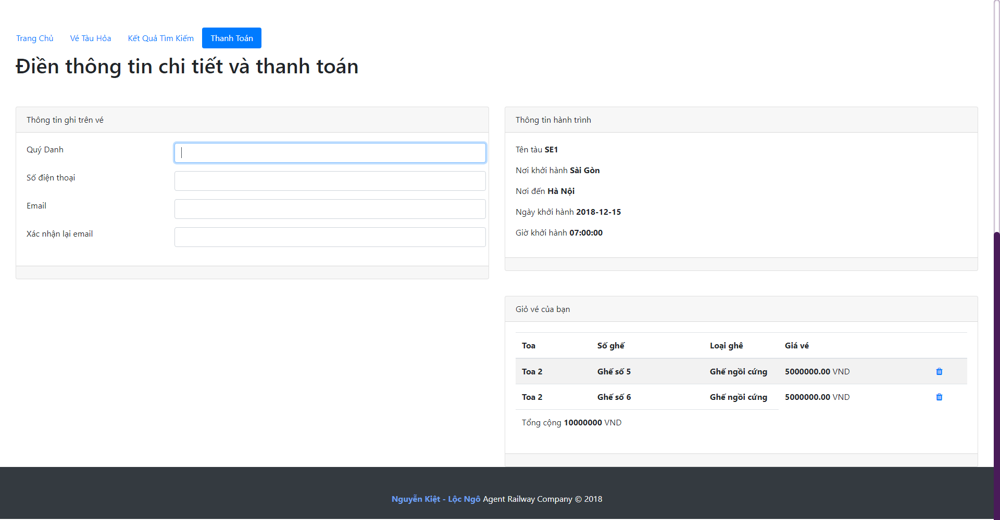 Trang Chủ Vé Tàu Hỏa Kết Quả Tìm Kiếm Thanh Toán
Điền thông tin chi tiết và thanh toán
Thông tin ghi trên vé
Quý Danh
Số điện thoại
Email
Xác nhận lại email
Thông tin hành trình
Tên tàu SE1
Nơi khởi hành Sài Gòn
Nơi đến Hà Nội
Ngày khởi hành 2018-12-15
Giờ khởi hành 07:00:00
Giỏ vé của bạn
Toa Số ghế Loại ghê Giá vé
Toa 2 Ghế số 5 Ghế ngồi cứng 5000000.00 VND
Toa 2 Ghế số 6 Ghế ngồi cứng 5000000.00 VND
Tổng cộng 10000000 VND
Nguyễn Kiệt - Lộc Ngô Agent Railway Company © 2018